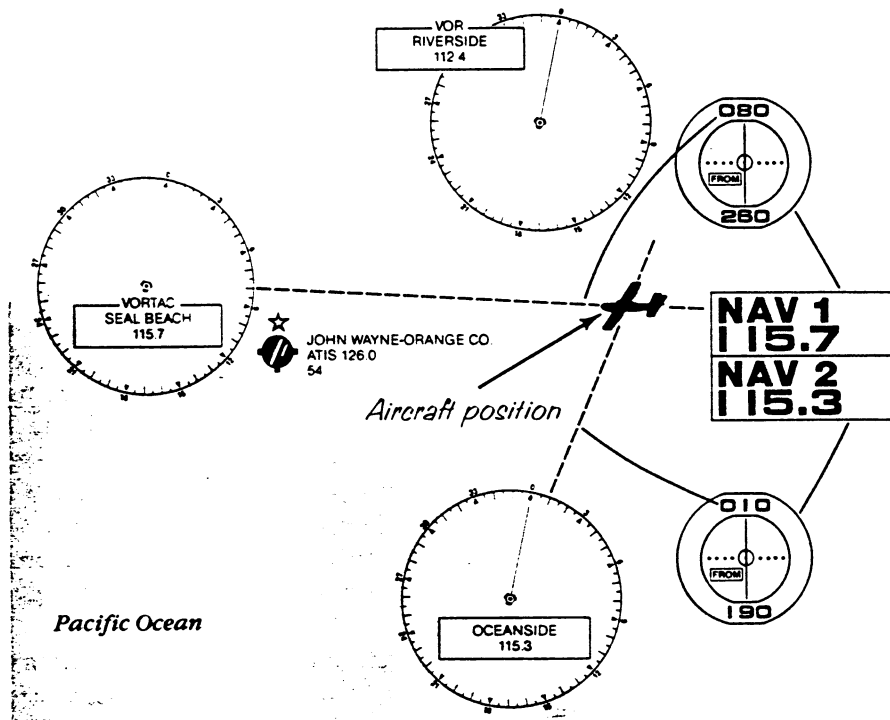 VOR
RIVERSIDE
112 4
080
FROM
260
VORTAC
SEAL BEACH
115.7
JOHN WAYNE-ORANGE CO.
ATIS 126.0
54
NAV 1
115.7
NAV 2
115.3
Aircraft position
010
FROM
190
OCEANSIDE
115.3
Pacific Ocean